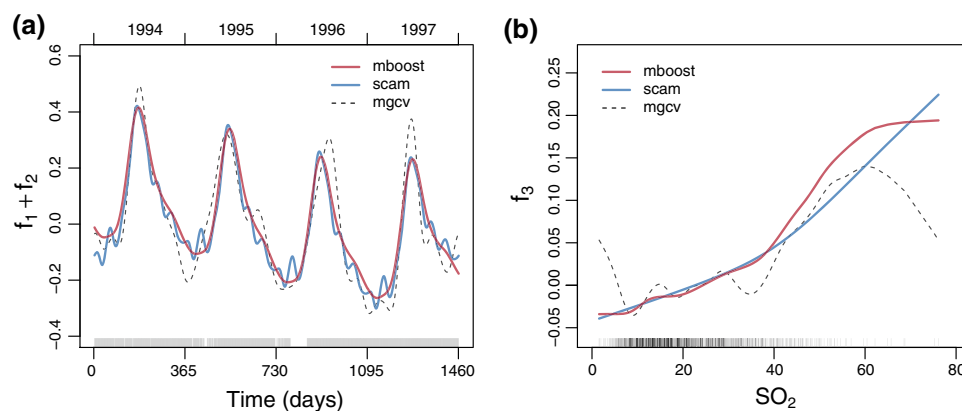 (a)
1994 1995 1996 1997
mboost
scam
mgcv
0.6
0.4
0.2
0.0
−0.2
−0.4
f1 + f2
0 365 730 1095 1460
Time (days)
(b)
mboost
scam
mgcv
0.25
0.20
0.15
0.10
0.05
0.00
−0.05
f3
0 20 40 60 80
SO2